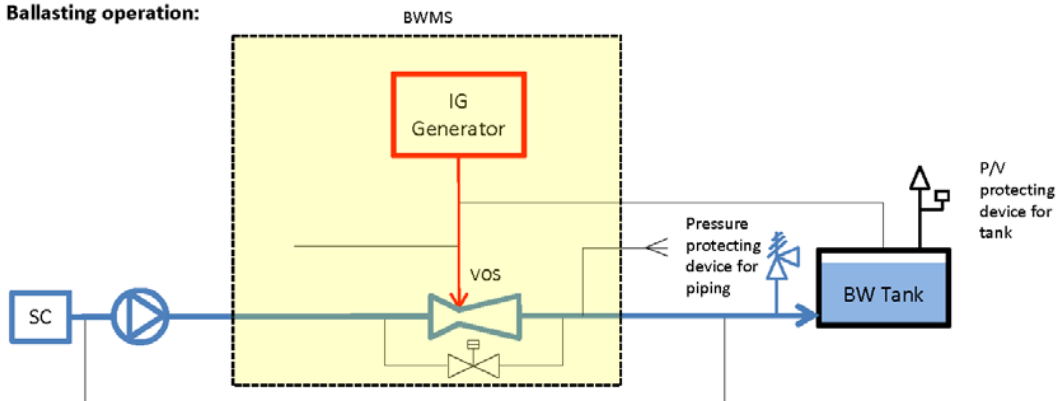 Ballasting operation:
BWMS
IG
Generator
P/V
protecting
device for
tank
Pressure
protecting
device for
piping
VOS
SC
BW Tank